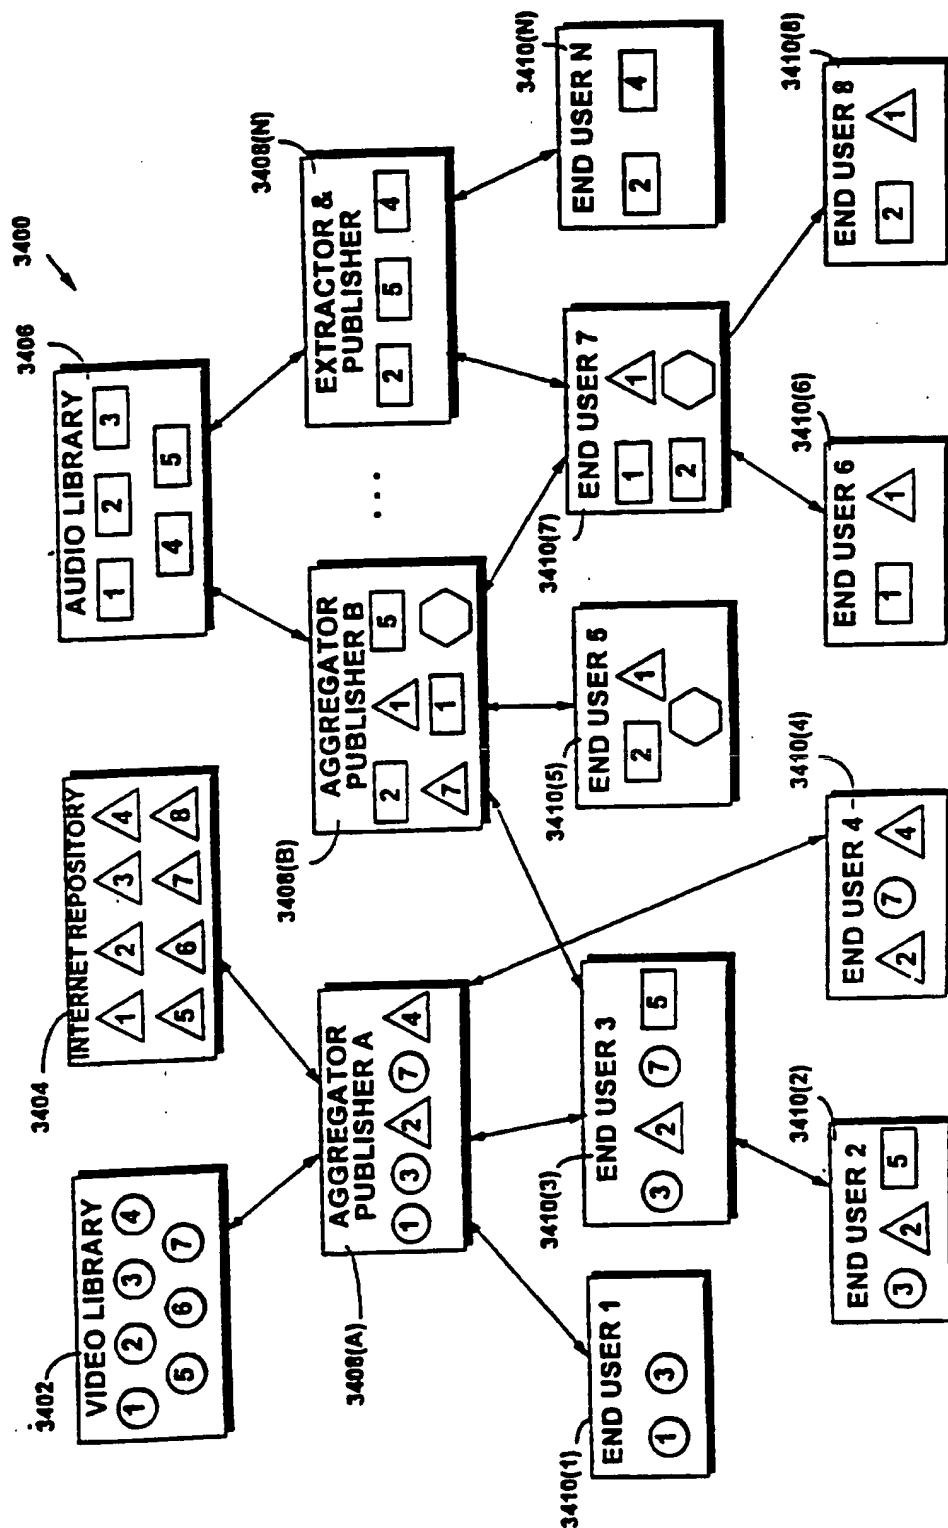 3400
3402
VIDEO LIBRARY
1 2 3 4
5 6 7
3404
INTERNET REPOSITORY
1 2 3 4
5 6 7 8
3406
AUDIO LIBRARY
1 2 3
4 5
3408(A)
AGGREGATOR
PUBLISHER A
1 3 2 7 4
3408(B)
AGGREGATOR
PUBLISHER B
2 1 5
7 1
...
3408(N)
EXTRACTOR &
PUBLISHER
2 5 4
3410(1)
END USER 1
1 3
3410(3)
END USER 3
3 2 7 5
3410(5)
END USER 5
2 1
3410(7)
END USER 7
1 1
2
3410(N)
END USER N
2 4
3410(2)
END USER 2
3 2 5
3410(4)
END USER 4
2 7 4
3410(6)
END USER 6
1 1
3410(8)
END USER 8
2 1